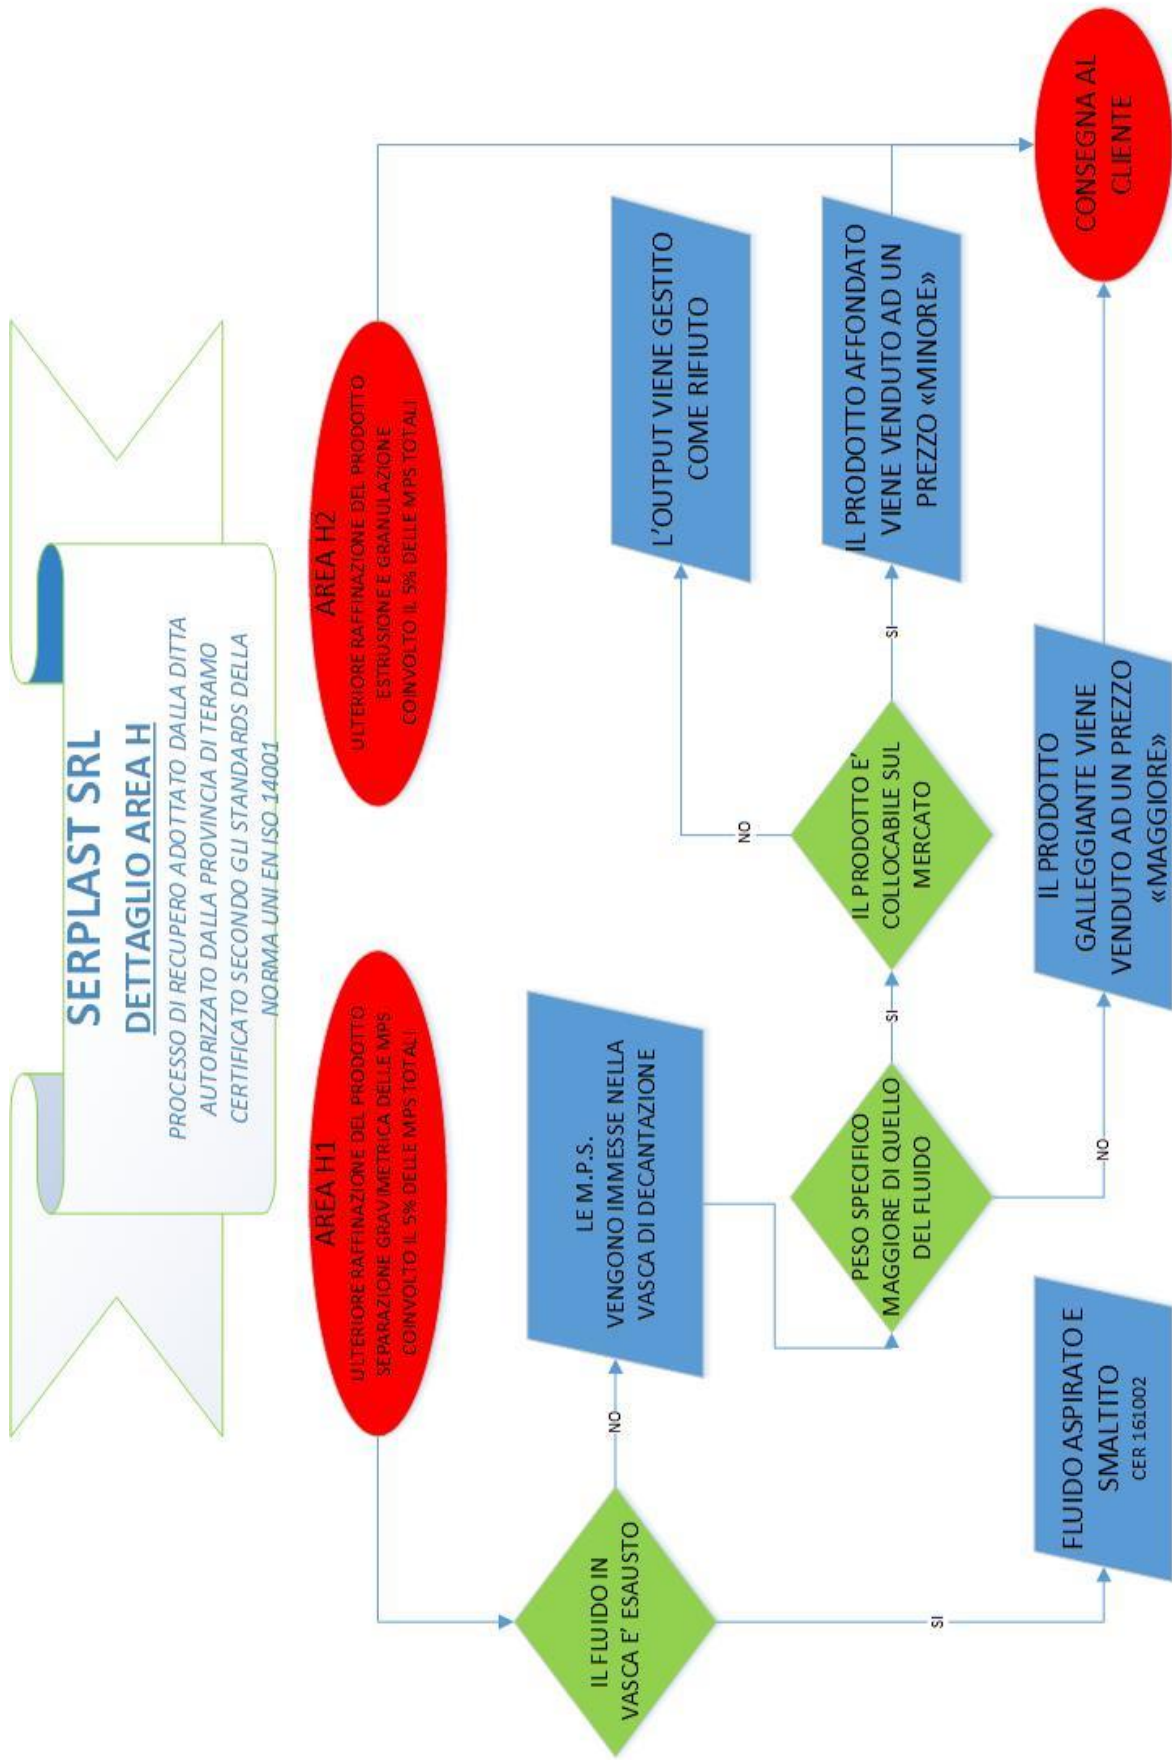 SERPLAST SRL
DETTAGLIO AREA H
PROCESSO DI RECUPERO ADOTTATO DALLA DITTA
AUTORIZZATO DALLA PROVINCIA DI TERAMO
CERTIFICATO SECONDO GLI STANDARDS DELLA
NORMA UNI EN ISO 14001
AREA H1
ULTERIORE RAFFINAZIONE DEL PRODOTTO
SEPARAZIONE GRAVIMETRICA DELLE MPS
COINVOLTO IL 5% DELLE MPS TOTALI
AREA H2
ULTERIORE RAFFINAZIONE DEL PRODOTTO
ESTRUSIONE E GRANULAZIONE
COINVOLTO IL 5% DELLE MPS TOTALI
IL FLUIDO IN
VASCA E' ESAUSTO
NO
LE M.P.S.
VENGONO IMMESSE NELLA
VASCA DI DECANTAZIONE
L'OUTPUT VIENE GESTITO
COME RIFIUTO
NO
PESO SPECIFICO
MAGGIORE DI QUELLO
DEL FLUIDO
SI
IL PRODOTTO E'
COLLOCABILE SUL
MERCATO
SI
IL PRODOTTO AFFONDATO
VIENE VENDUTO AD UN
PREZZO «MINORE»
SI
NO
FLUIDO ASPIRATO E
SMALTITO
CER 161002
IL PRODOTTO
GALLEGGIANTE VIENE
VENDUTO AD UN PREZZO
«MAGGIORE»
CONSEGNA AL
CLIENTE